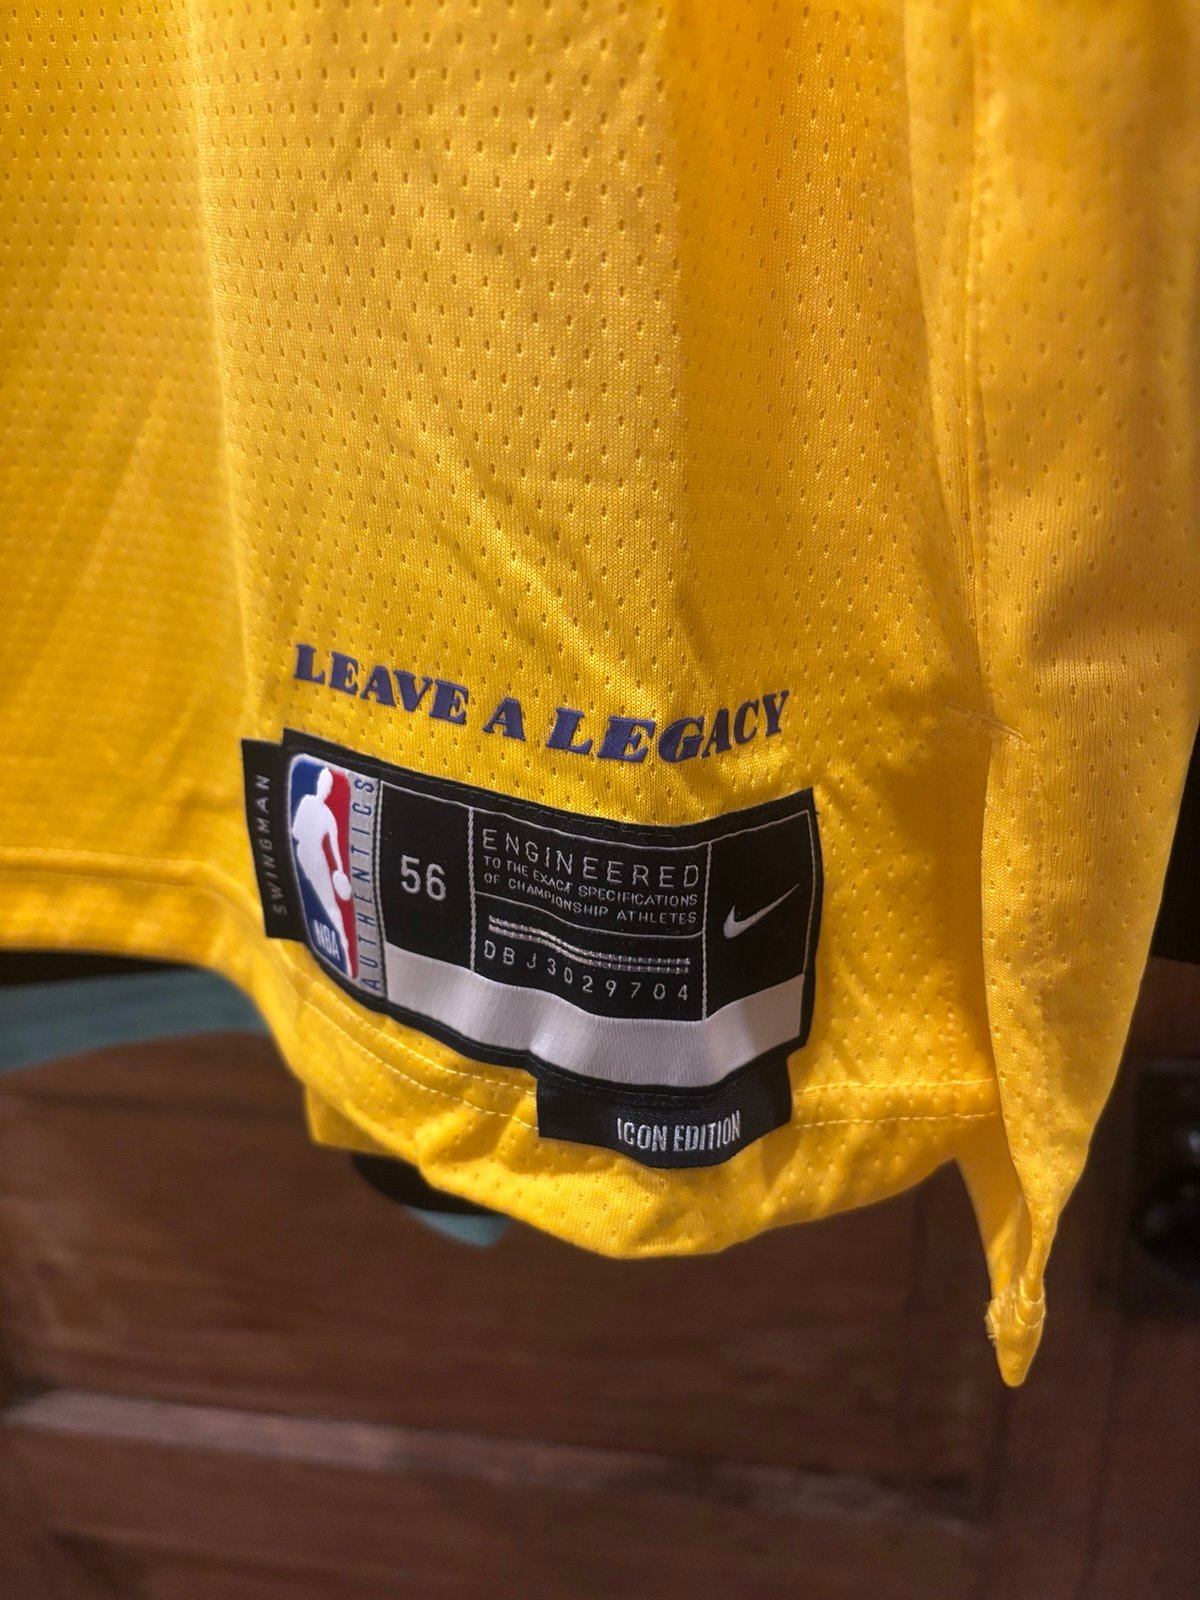 LEAVE A LEGACY
SWINGMAN
NBA
AUTHENTICS
56
ENGINEERED
TO THE EXACT SPECIFICATIONS
OF CHAMPIONSHIP ATHLETES
DBJ3029704
ICON EDITION